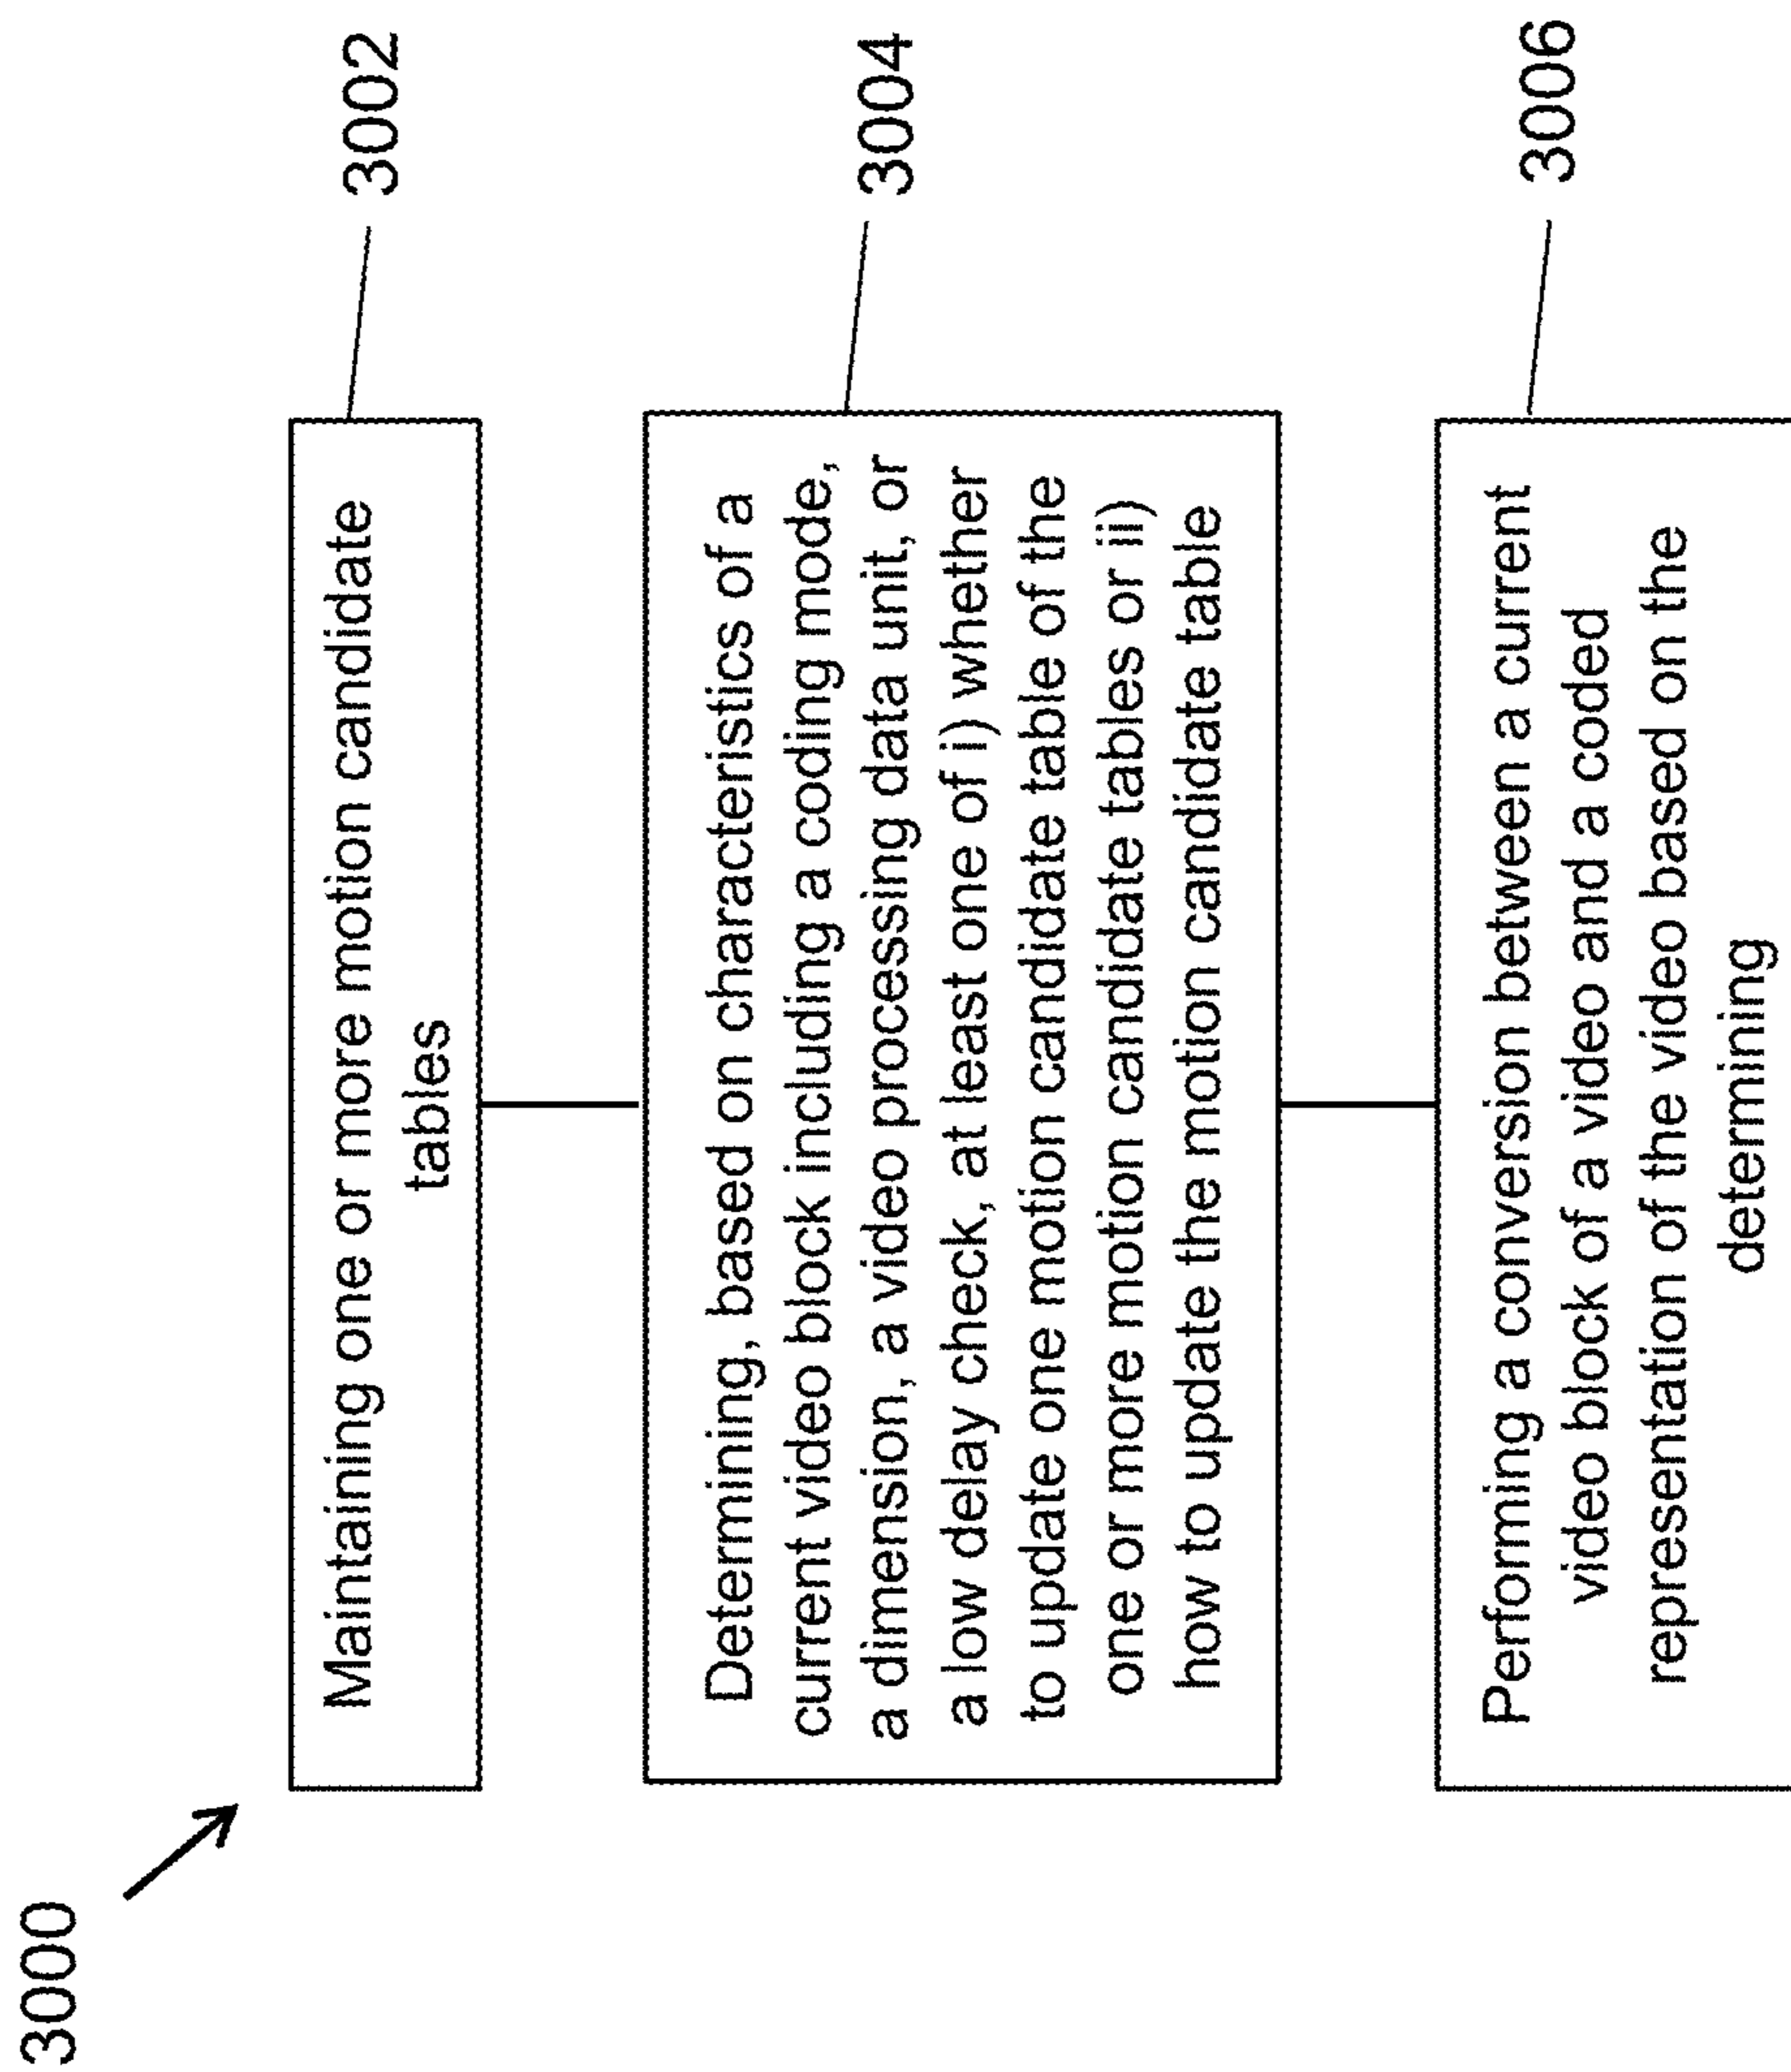 3000
Maintaining one or more motion candidate
tables
3002
Determining, based on characteristics of a
current video block including a coding mode,
a dimension, a video processing data unit, or
a low delay check, at least one of i) whether
to update one motion candidate table of the
one or more motion candidate tables or ii)
how to update the motion candidate table
3004
Performing a conversion between a current
video block of a video and a coded
representation of the video based on the
determining
3006